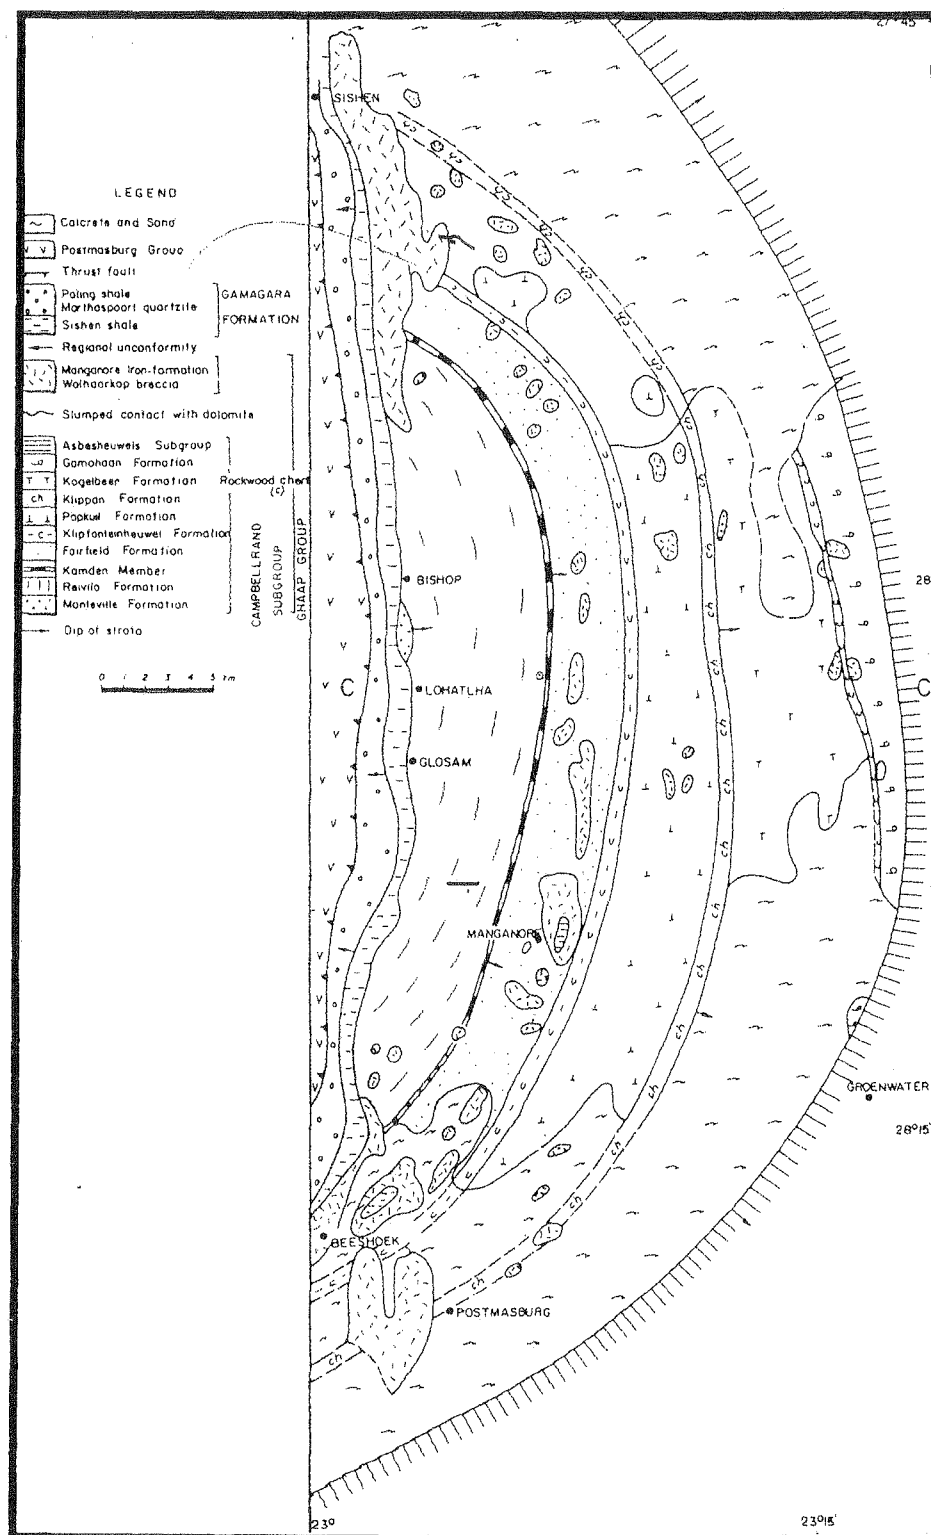 27°45'
SISHEN
LEGEND
Calcrete and Sand
Postmasburg Group
Thrust fault
Paling shale
Marthaspoort quartzite
Sishen shale
GAMAGARA
FORMATION
Regional unconformity
Manganore Iron-formation
Wolhaarkop breccia
Slumped contact with dolomite
Asbesheuwels Subgroup
Gamohaan Formation
Kogelbeen Formation
Rockwood chert
(c)
Klippan Formation
Papkuil Formation
Klipfonteinheuwel Formation
Fairfield Formation
Kamden Member
Reivilo Formation
Monteville Formation
Dip of strata
CAMPBELLRAND
SUBGROUP
GHAAP GROUP
0 1 2 3 4 5 km
BISHOP
28
C
C
LOHATLHA
GLOSAM
MANGANORE
GROENWATER
28°15'
BEESHOEK
POSTMASBURG
23°
23°15'